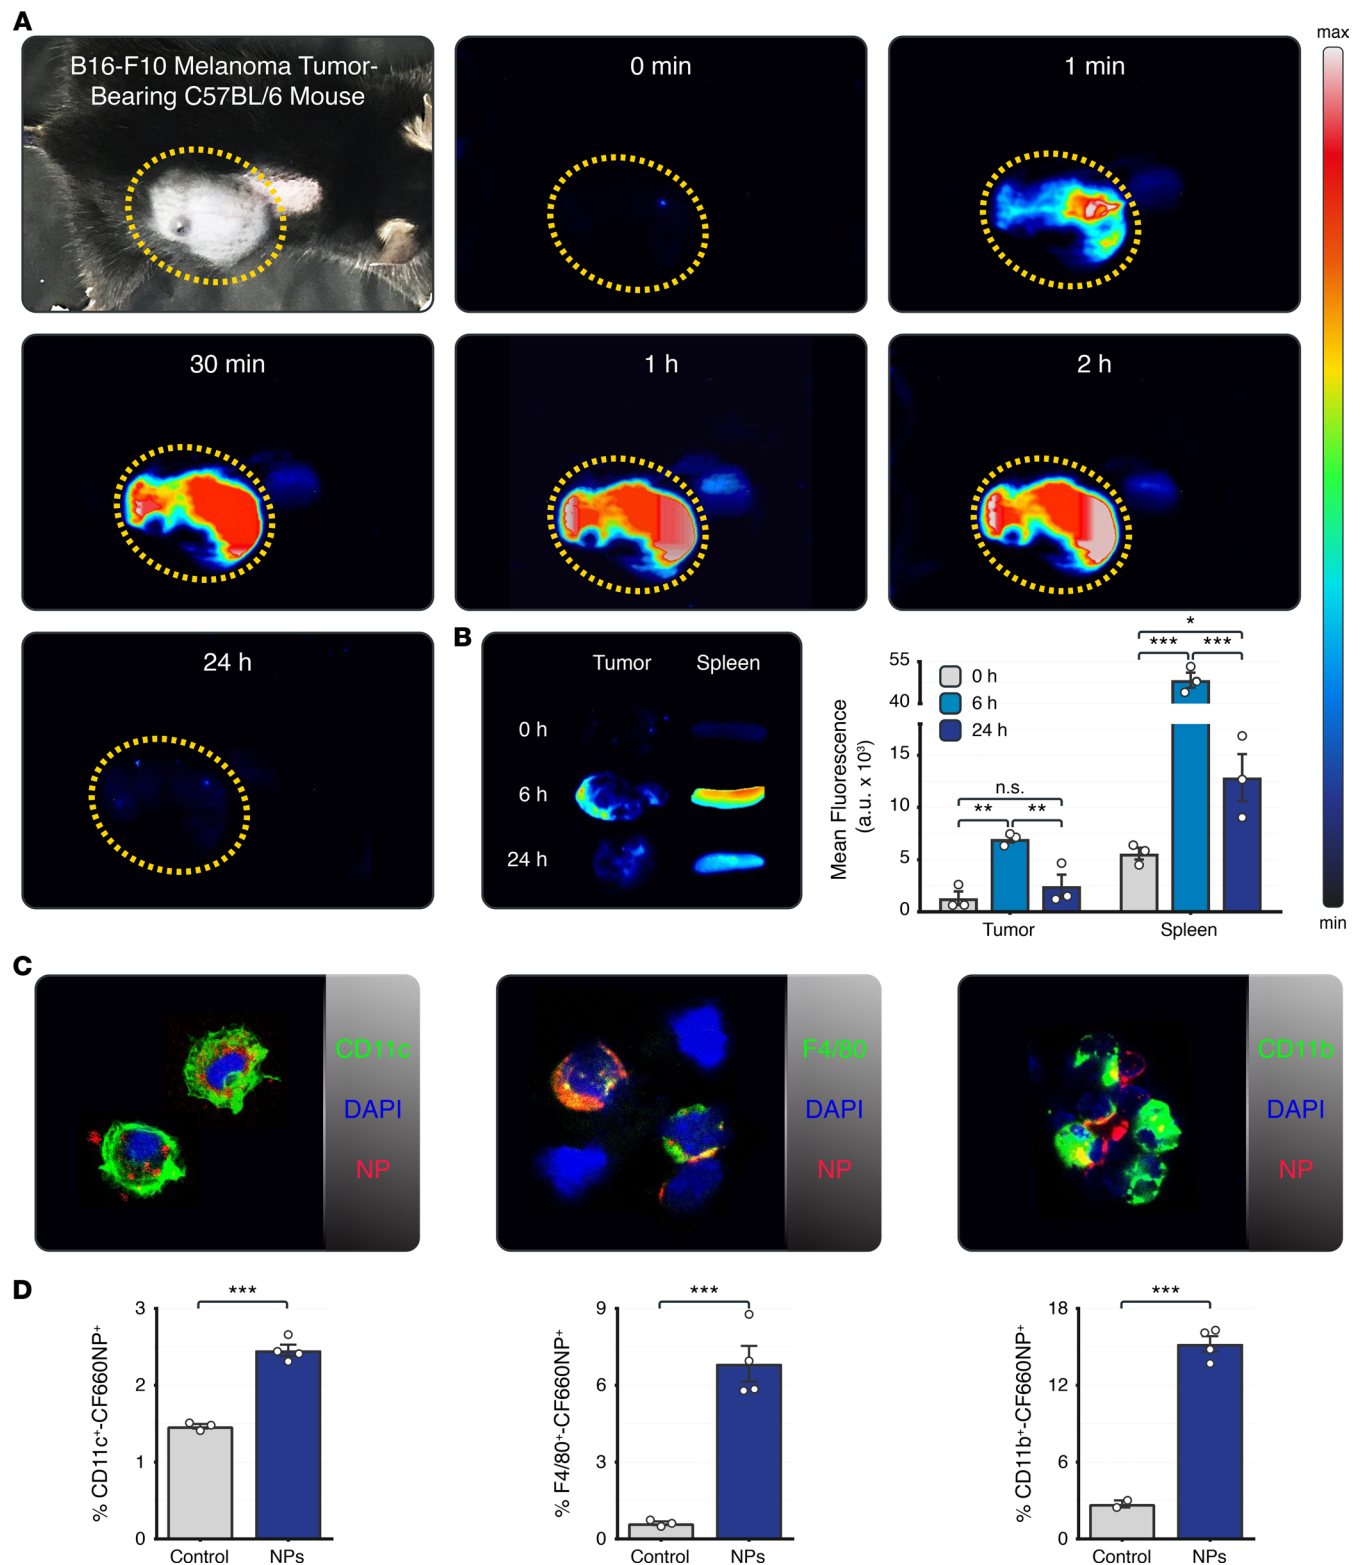 A
B16-F10 Melanoma Tumor-
Bearing C57BL/6 Mouse
0 min
1 min
max
30 min
1 h
2 h
24 h
min
B
Tumor
Spleen
0 h
6 h
24 h
Mean Fluorescence
(a.u. x 10³)
55
40
15
10
5
0
0 h
6 h
24 h
n.s.
**
**
*
***
***
Tumor
Spleen
C
CD11c
DAPI
NP
F4/80
DAPI
NP
CD11b
DAPI
NP
D
% CD11c⁺-CF660NP⁺
3
2
1
0
***
Control
NPs
% F4/80⁺-CF660NP⁺
9
6
3
0
***
Control
NPs
% CD11b⁺-CF660NP⁺
18
12
6
0
***
Control
NPs